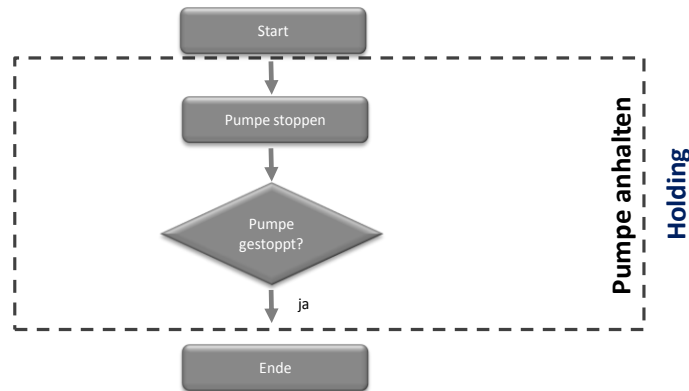 Start
Pumpe stoppen
Pumpe
gestoppt?
ja
Ende
Pumpe anhalten
Holding